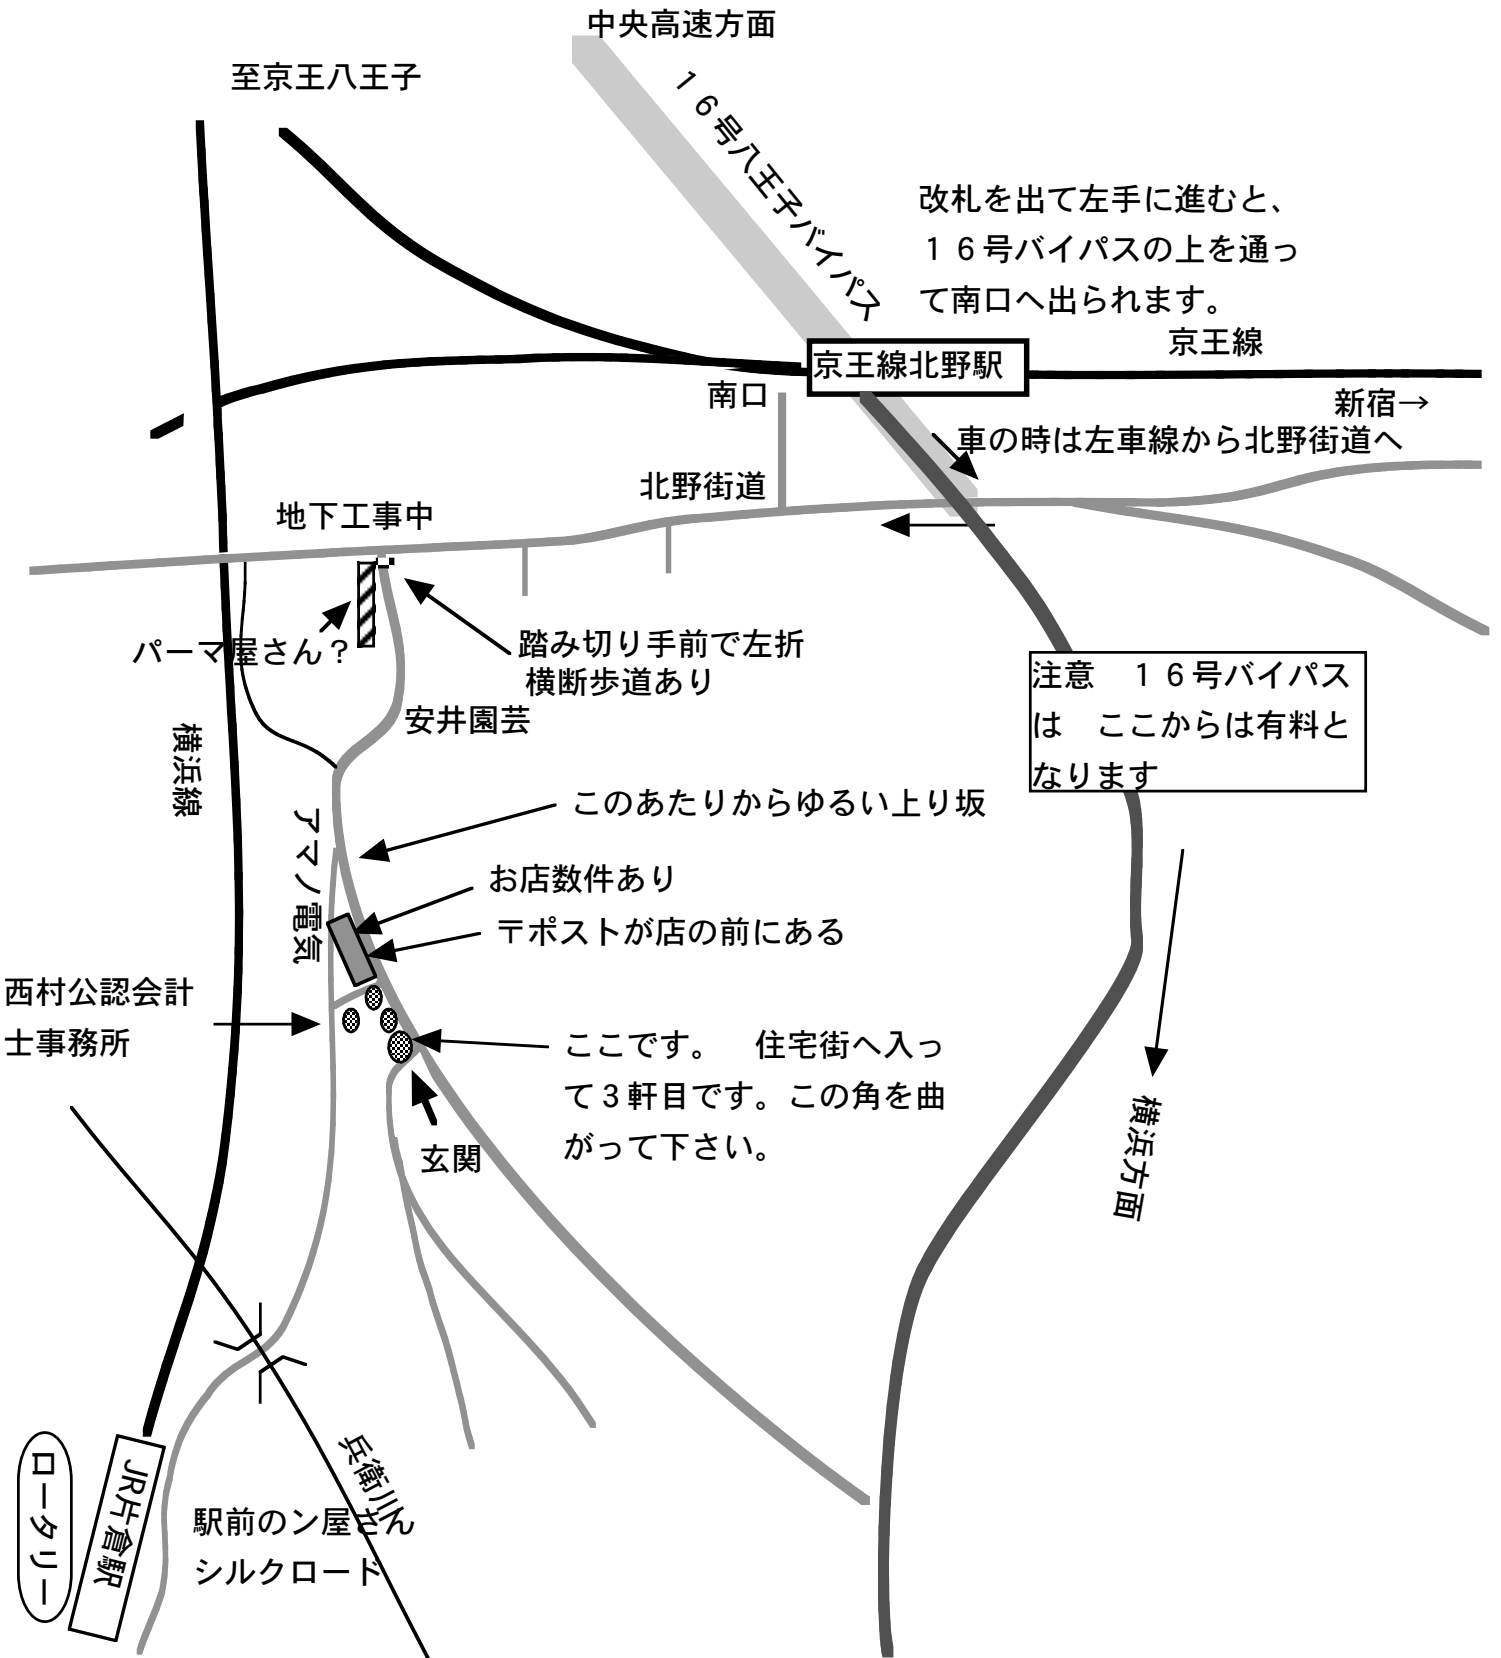 中央高速方面
至京王八王子
１６号八王子バイパス
改札を出て左手に進むと、
１６号バイパスの上を通っ
て南口へ出られます。
京王線
京王線北野駅
南口
新宿→
車の時は左車線から北野街道へ
北野街道
地下工事中
パーマ屋さん？
踏み切り手前で左折
横断歩道あり
安井園芸
注意　１６号バイパス
は　ここからは有料と
なります
横浜線
アマノ電気
このあたりからゆるい上り坂
お店数件あり
〒ポストが店の前にある
西村公認会計
士事務所
ここです。　住宅街へ入っ
て３軒目です。この角を曲
がって下さい。
玄関
横浜方面
兵衛川
ロータリー
JR片倉駅
駅前のン屋さん
シルクロード